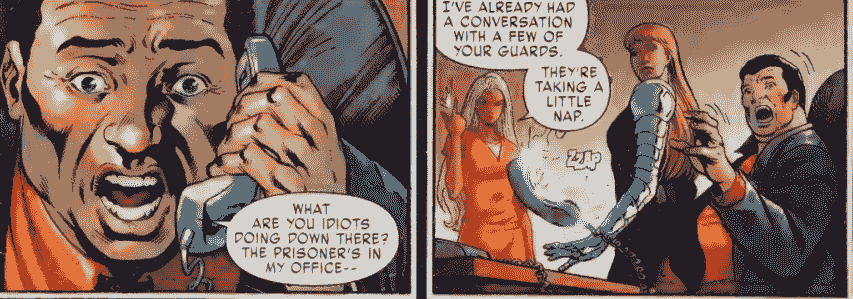 WHAT
ARE YOU IDIOTS
DOING DOWN THERE?
THE PRISONER'S IN
MY OFFICE--
I'VE ALREADY HAD
A CONVERSATION
WITH A FEW OF
YOUR GUARDS.
THEY'RE
TAKING A
LITTLE
NAP.
ZZAP